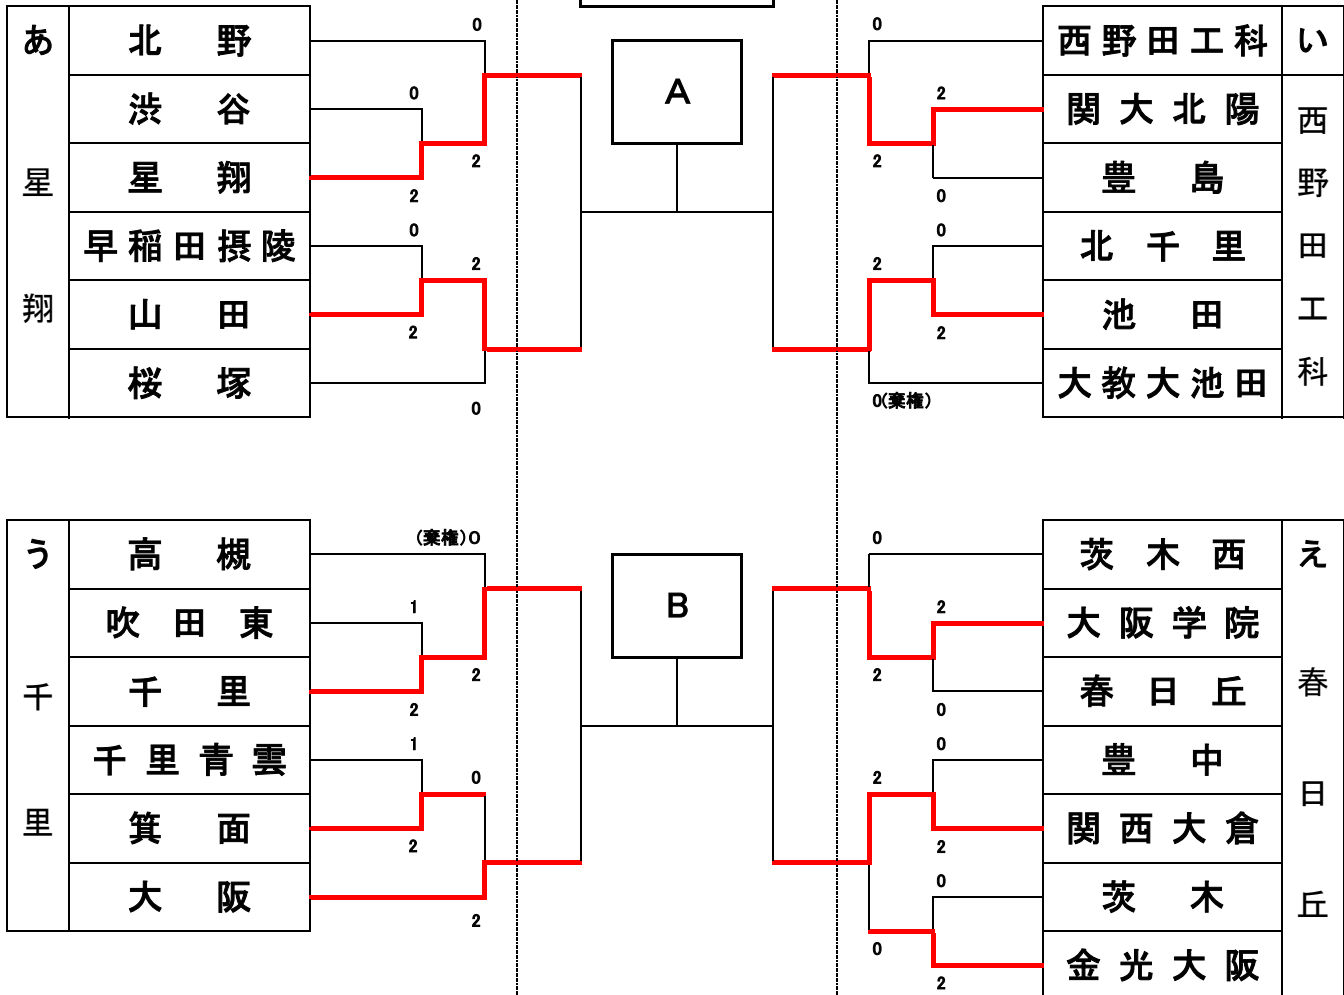 あ
星翔
北野
0
渋谷
0
星翔
2
2
早稲田摂陵
0
山田
2
2
桜塚
0
A
0
西野田工科
2
関大北陽
2
豊島
0
0
北千里
2
池田
2
大教大池田
0(棄権)
い
西野田工科
う
千里
高槻
(棄権)0
吹田東
1
千里
2
2
千里青雲
1
箕面
2
0
大阪
2
B
0
茨木西
2
大阪学院
2
春日丘
0
0
豊中
2
関西大倉
2
0
茨木
0
金光大阪
2
え
春日丘